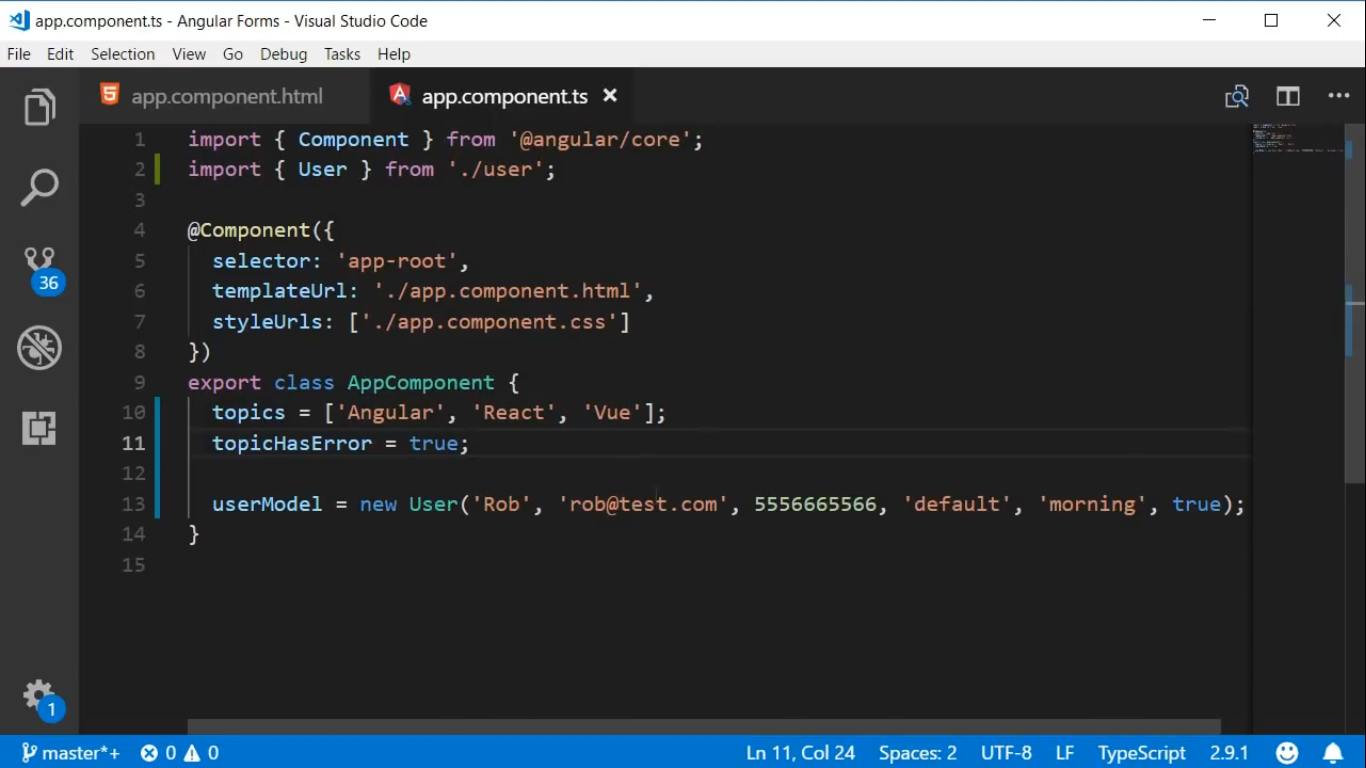 app.component.ts - Angular Forms - Visual Studio Code
File Edit Selection View Go Debug Tasks Help
app.component.html app.component.ts
1 import { Component } from '@angular/core';
2 import { User } from './user';
3
4 @Component({
5   selector: 'app-root',
6   templateUrl: './app.component.html',
7   styleUrls: ['./app.component.css']
8 })
9 export class AppComponent {
10   topics = ['Angular', 'React', 'Vue'];
11   topicHasError = true;
12
13   userModel = new User('Rob', 'rob@test.com', 5556665566, 'default', 'morning', true);
14 }
15
36
1
master*+ 0 0 Ln 11, Col 24 Spaces: 2 UTF-8 LF TypeScript 2.9.1